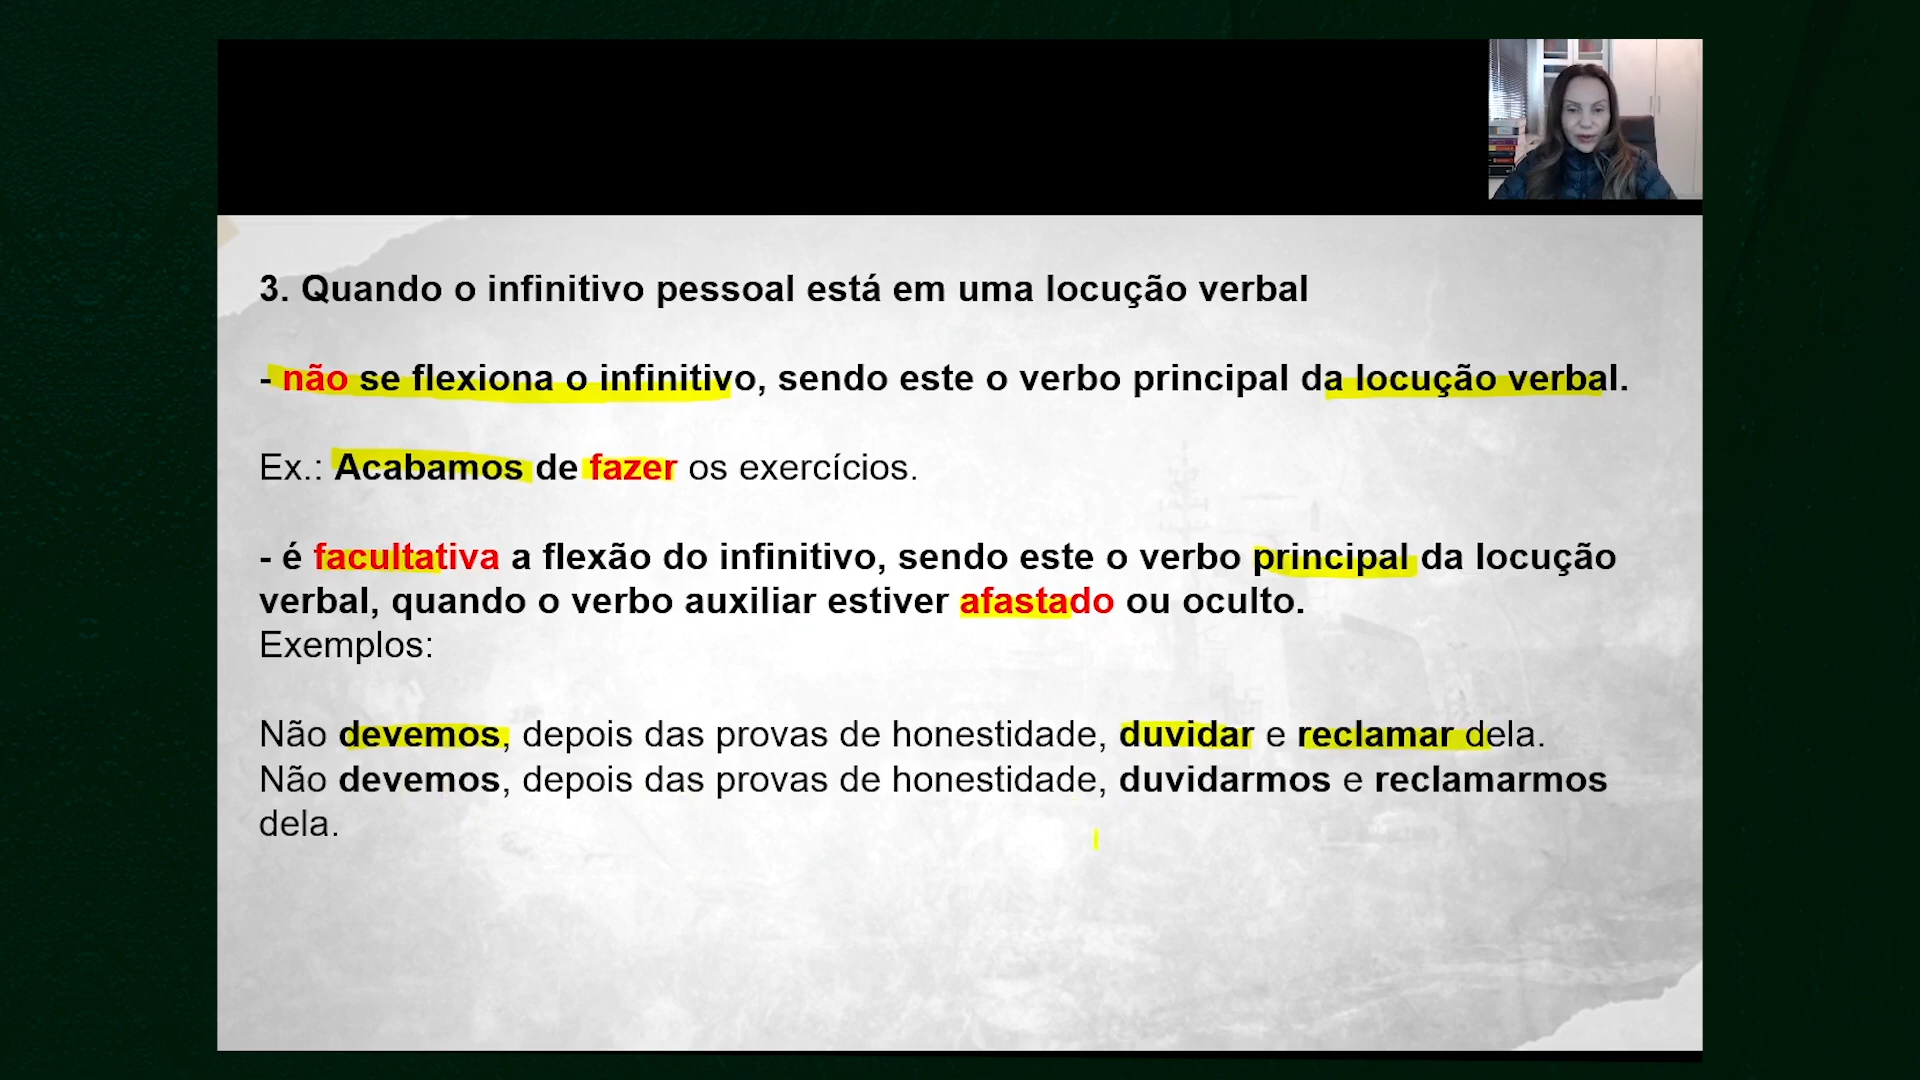 3. Quando o infinitivo pessoal está em uma locução verbal
- não se flexiona o infinitivo, sendo este o verbo principal da locução verbal.
Ex.: Acabamos de fazer os exercícios.
- é facultativa a flexão do infinitivo, sendo este o verbo principal da locução
verbal, quando o verbo auxiliar estiver afastado ou oculto.
Exemplos:
Não devemos, depois das provas de honestidade, duvidar e reclamar dela.
Não devemos, depois das provas de honestidade, duvidarmos e reclamarmos
dela.